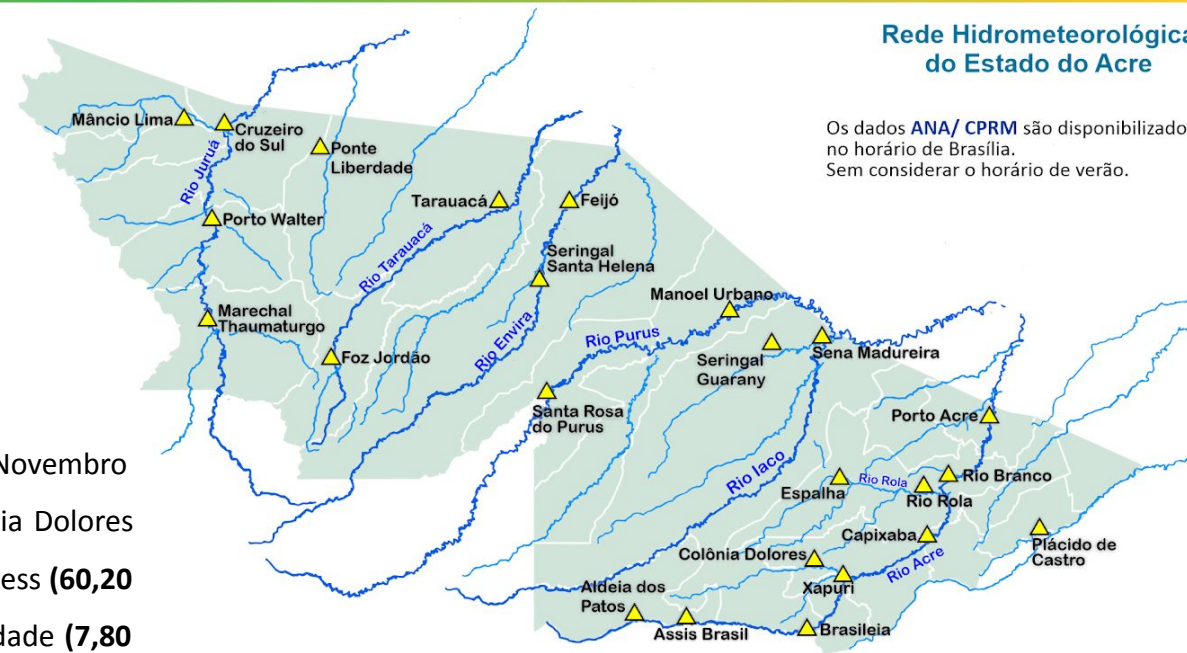 Rede Hidrometeorológica
do Estado do Acre
Os dados ANA/ CPRM são disponibilizado
no horário de Brasília.
Sem considerar o horário de verão.
Mâncio Lima
Cruzeiro
do Sul
Ponte
Liberdade
Rio Juruá
Porto Walter
Tarauacá
Feijó
Rio Tarauacá
Seringal
Santa Helena
Marechal
Thaumaturgo
Foz Jordão
Rio Envira
Manoel Urbano
Rio Purus
Seringal
Guarany
Sena Madureira
Santa Rosa
do Purus
Porto Acre
Rio Iaco
Espalha
Rio Rola
Rio Branco
Rio Rola
Capixaba
Plácido de
Castro
Colônia Dolores
Rio Acre
Xapuri
Aldeia dos
Patos
Assis Brasil
Brasileia
Novembro
ia Dolores
ess (60,20
dade (7,80